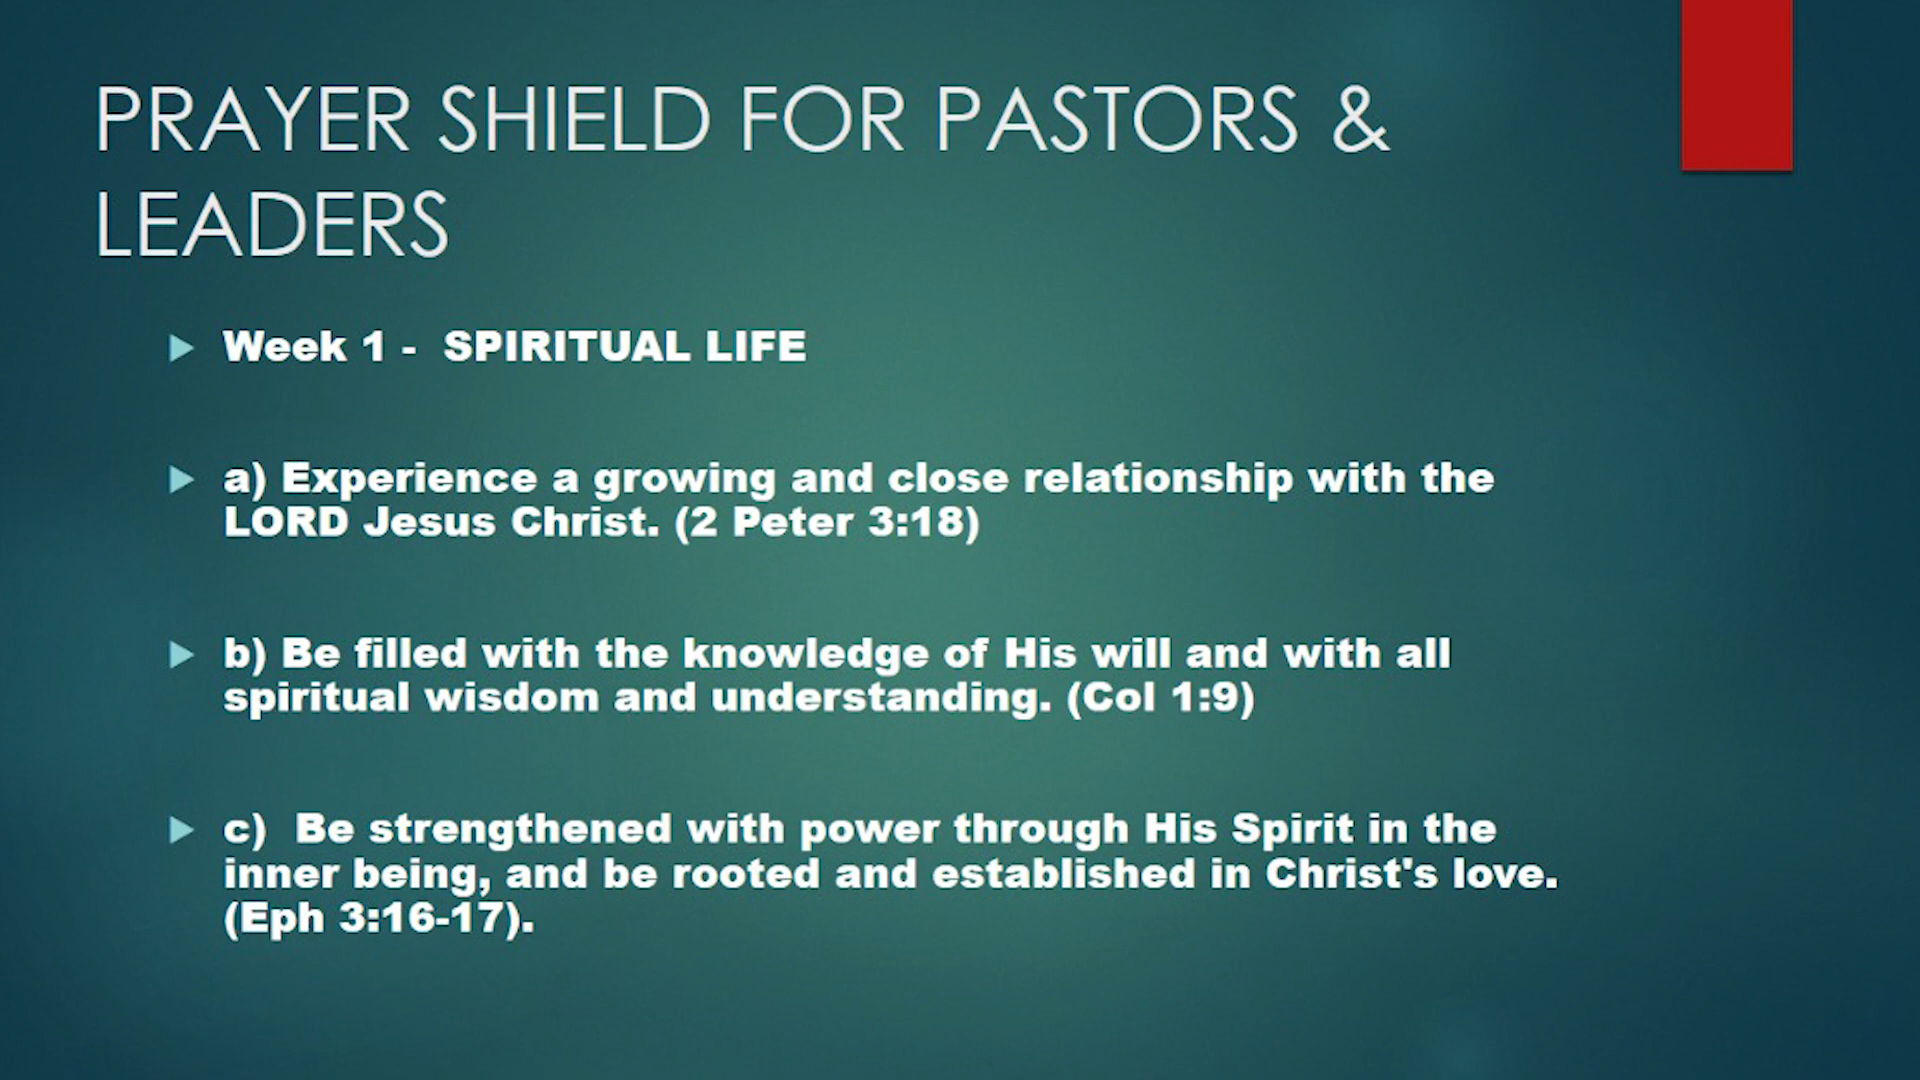 PRAYER SHIELD FOR PASTORS &
LEADERS
Week 1 -  SPIRITUAL LIFE
a) Experience a growing and close relationship with the
LORD Jesus Christ. (2 Peter 3:18)
b) Be filled with the knowledge of His will and with all
spiritual wisdom and understanding. (Col 1:9)
c)  Be strengthened with power through His Spirit in the
inner being, and be rooted and established in Christ's love.
(Eph 3:16-17).